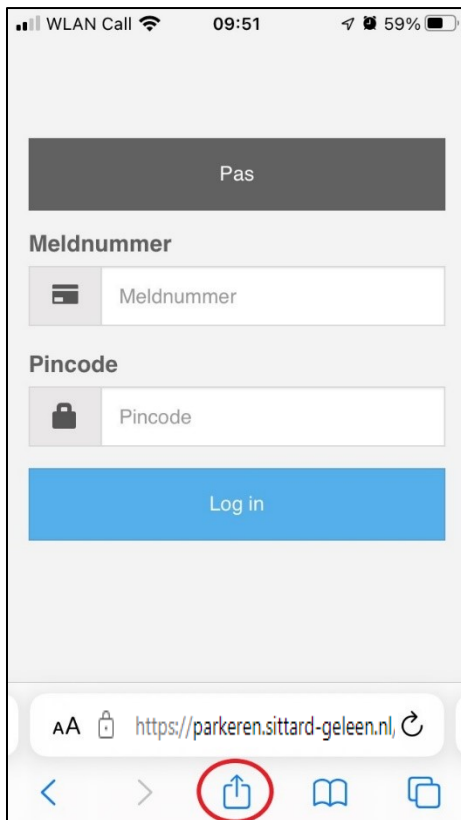 WLAN Call 09:51 59%
Pas
Meldnummer
Meldnummer
Pincode
Pincode
Log in
AA https://parkeren.sittard-geleen.nl,